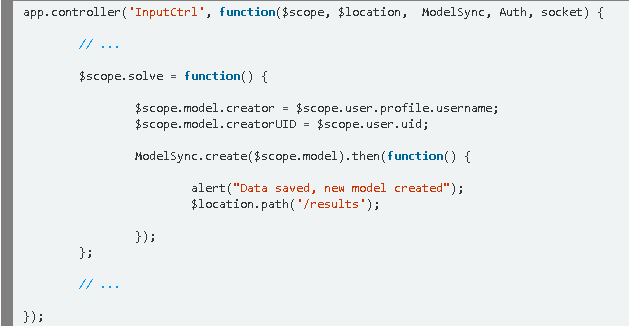 app.controller('InputCtrl', function($scope, $location,  ModelSync, Auth, socket) {
// ...
$scope.solve = function() {
$scope.model.creator = $scope.user.profile.username;
$scope.model.creatorUID = $scope.user.uid;
ModelSync.create($scope.model).then(function() {
alert("Data saved, new model created");
$location.path('/results');
});
};
// ...
});